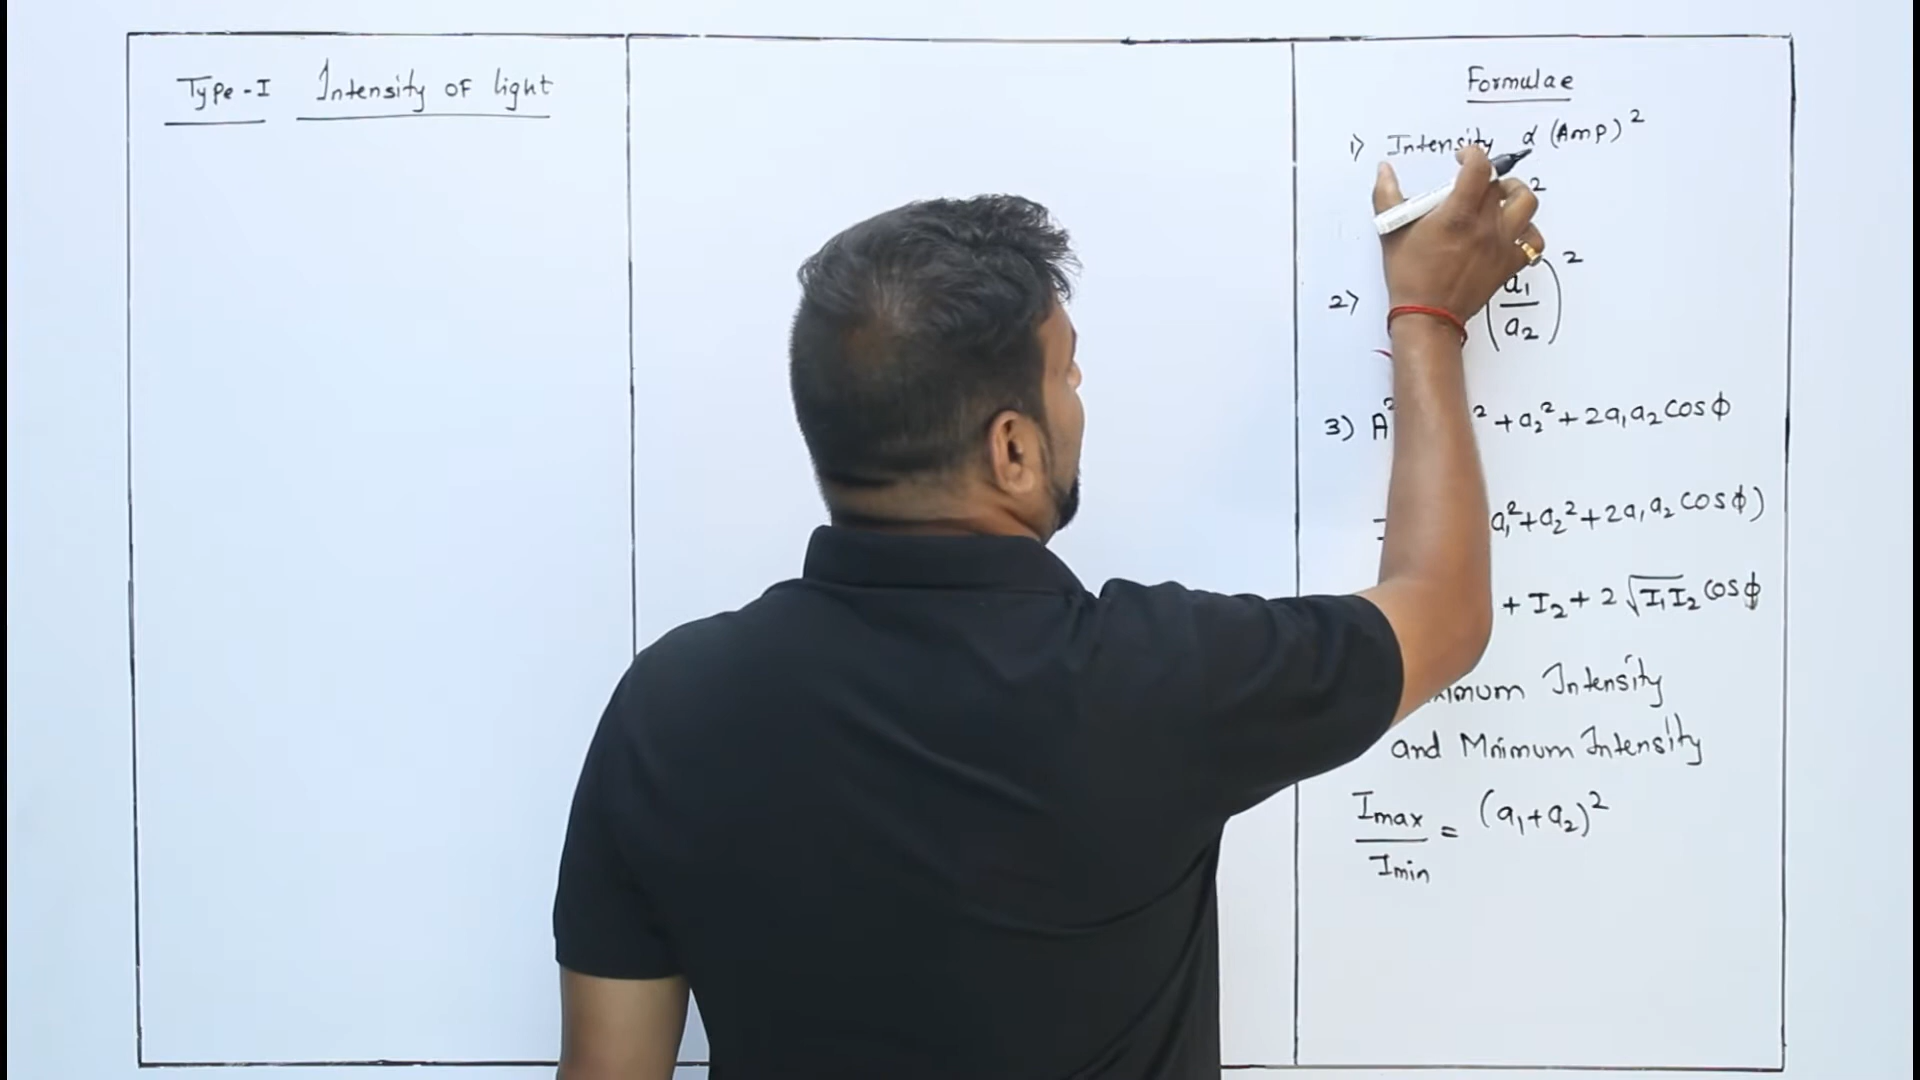 Type-I Intensity OF light
Formulae
1) Intensity ∝ (Amp)²
2
2) (a₁/a₂)²
3) A² ² + a₂² + 2a₁a₂ cos ϕ
a₁² + a₂² + 2a₁a₂ cos ϕ)
+ I₂ + 2 √I₁I₂ cos ϕ
Intensity
and Mnimum Intensity
Imax/Imin = (a₁+a₂)²